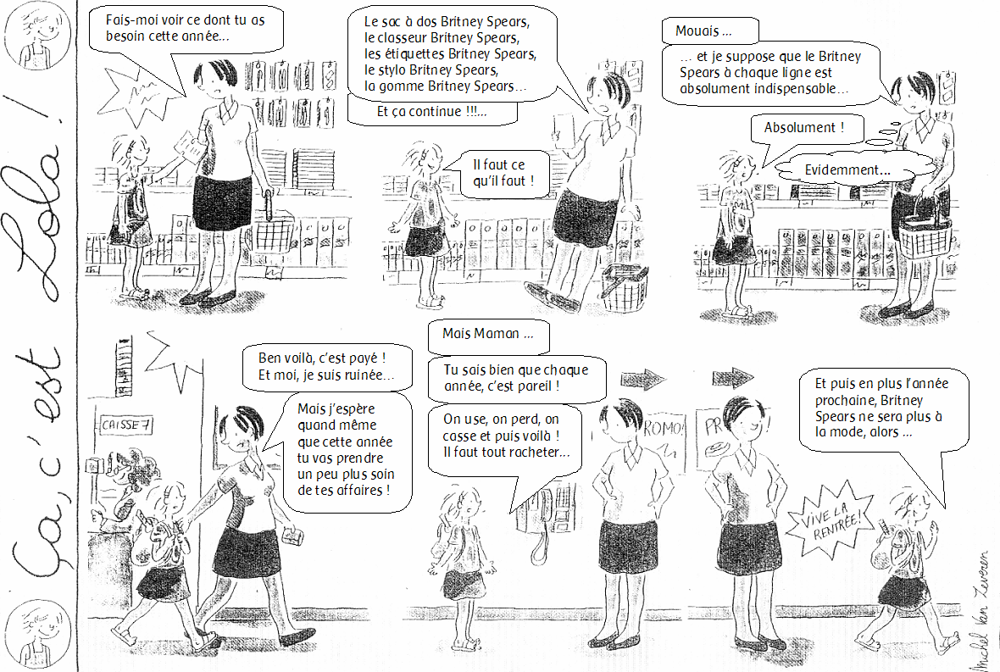 Ça, c'est Lola !
Fais-moi voir ce dont tu as
besoin cette année...
Le sac à dos Britney Spears,
le classeur Britney Spears,
les étiquettes Britney Spears,
le stylo Britney Spears,
la gomme Britney Spears...
Et ça continue !!!...
Il faut ce
qu'il faut !
Mouais ...
... et je suppose que le Britney
Spears à chaque ligne est
absolument indispensable...
Absolument !
Evidemment...
CAISSE 7
Ben voilà, c'est payé !
Et moi, je suis ruinée...
Mais j'espère
quand même
que cette année
tu vas prendre
un peu plus soin
de tes affaires !
Mais Maman ...
Tu sais bien que chaque
année, c'est pareil !
On use, on perd, on
casse et puis voilà !
Il faut tout racheter...
ROMO!
PR
Et puis en plus l'année
prochaine, Britney
Spears ne sera plus à
la mode, alors ...
VIVE LA
RENTRÉE!
Michel Van Zeveren